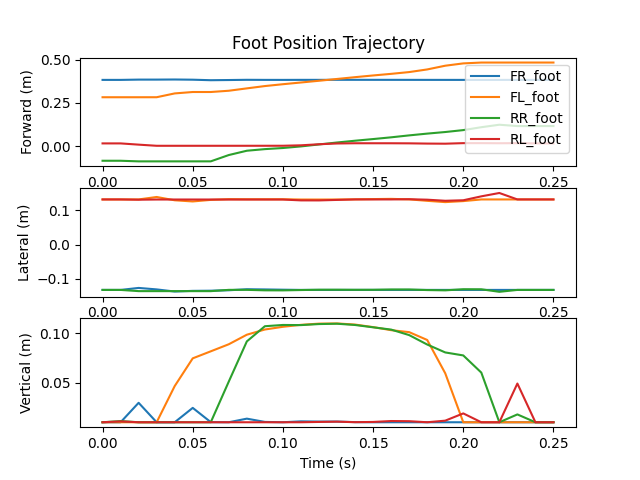 Foot Position Trajectory
0.50
0.25
0.00
Forward (m)
FR_foot
FL_foot
RR_foot
RL_foot
0.00 0.05 0.10 0.15 0.20 0.25
0.1
0.0
−0.1
Lateral (m)
0.00 0.05 0.10 0.15 0.20 0.25
0.10
0.05
Vertical (m)
0.00 0.05 0.10 0.15 0.20 0.25
Time (s)